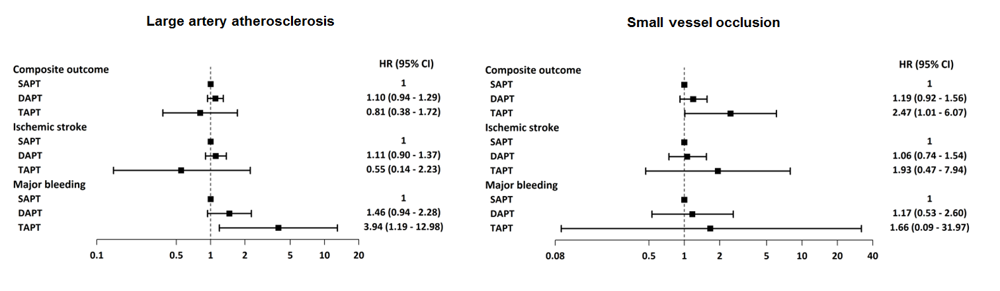 Large artery atherosclerosis
HR (95% CI)
Composite outcome
SAPT 1
DAPT 1.10 (0.94 - 1.29)
TAPT 0.81 (0.38 - 1.72)
Ischemic stroke
SAPT 1
DAPT 1.11 (0.90 - 1.37)
TAPT 0.55 (0.14 - 2.23)
Major bleeding
SAPT 1
DAPT 1.46 (0.94 - 2.28)
TAPT 3.94 (1.19 - 12.98)
0.1 0.5 1 2 5 10 20
Small vessel occlusion
HR (95% CI)
Composite outcome
SAPT 1
DAPT 1.19 (0.92 - 1.56)
TAPT 2.47 (1.01 - 6.07)
Ischemic stroke
SAPT 1
DAPT 1.06 (0.74 - 1.54)
TAPT 1.93 (0.47 - 7.94)
Major bleeding
SAPT 1
DAPT 1.17 (0.53 - 2.60)
TAPT 1.66 (0.09 - 31.97)
0.08 0.5 1 2 5 10 20 40